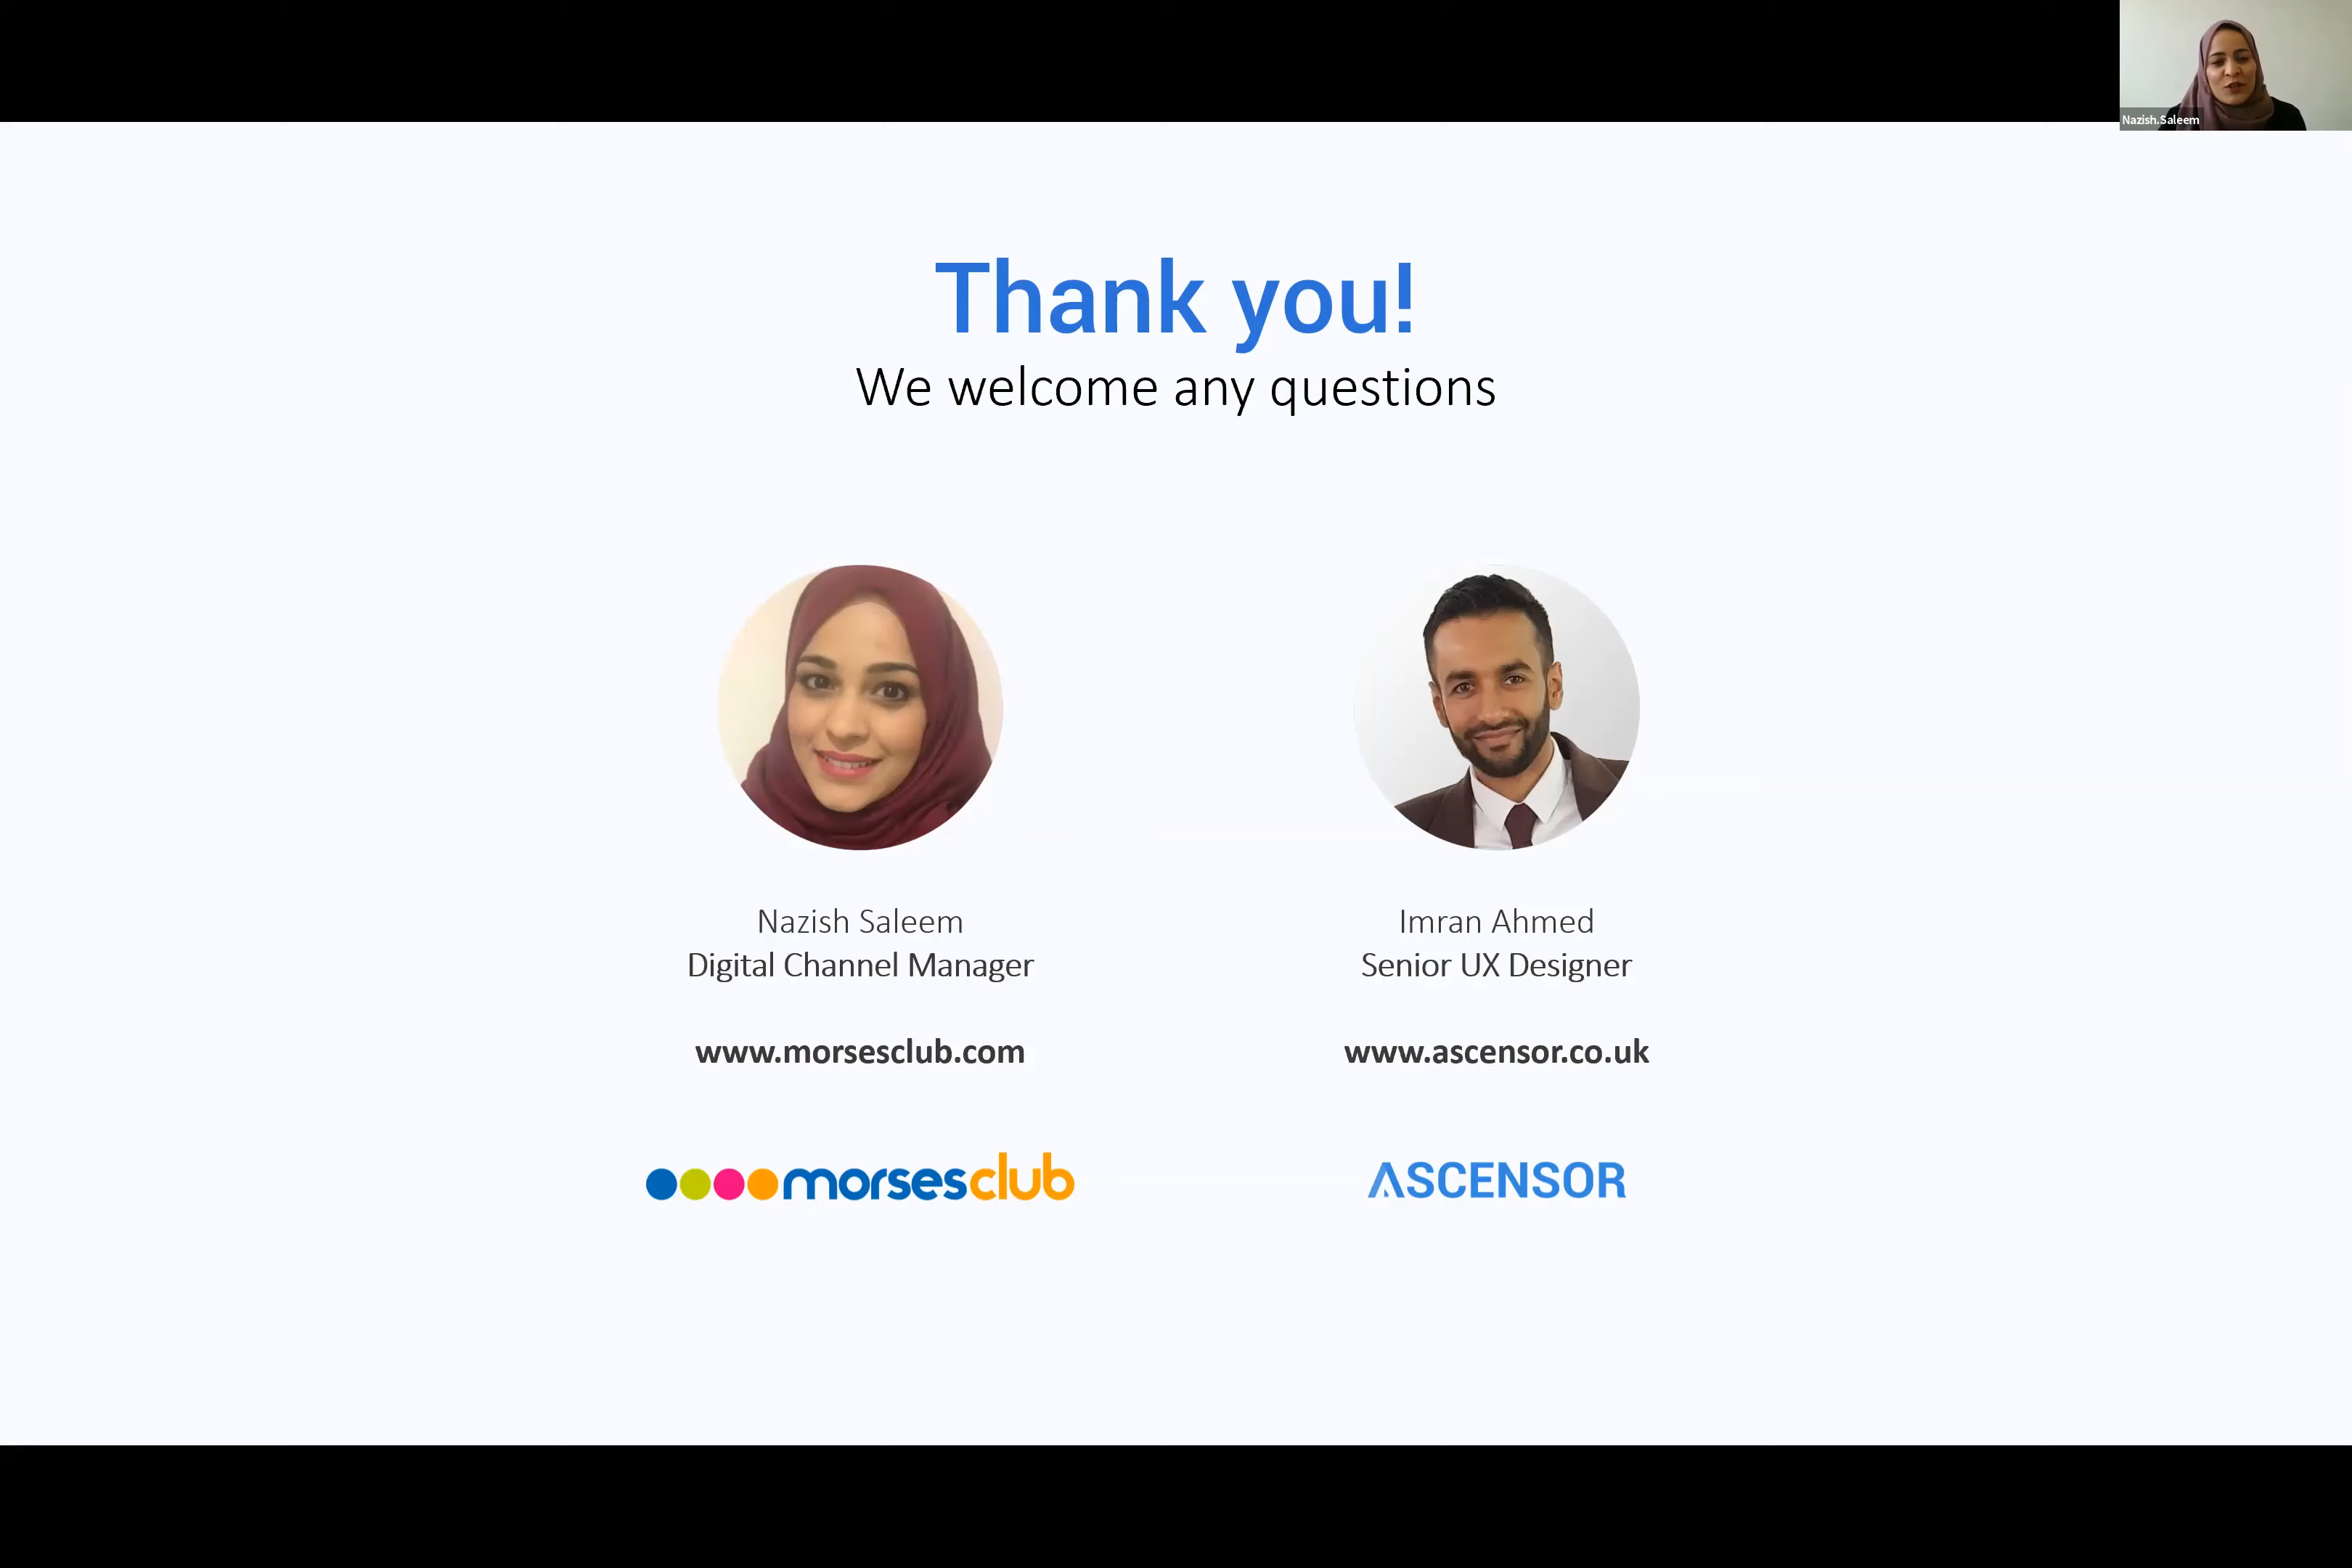 Nazish.Saleem
Thank you!
We welcome any questions
Nazish Saleem
Digital Channel Manager
www.morsesclub.com
morsesclub
Imran Ahmed
Senior UX Designer
www.ascensor.co.uk
ASCENSOR